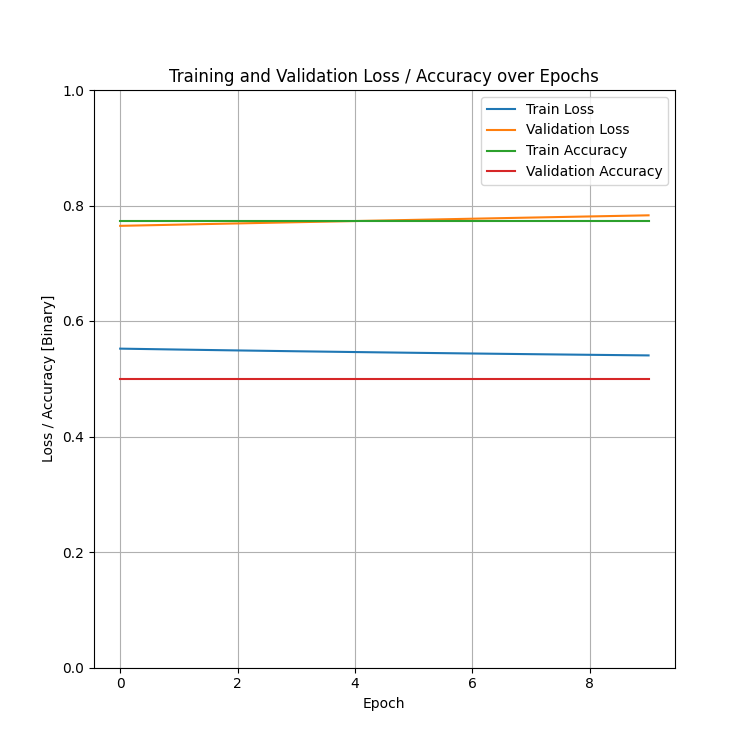 Training and Validation Loss / Accuracy over Epochs
Train Loss
Validation Loss
Train Accuracy
Validation Accuracy
Loss / Accuracy [Binary]
1.0
0.8
0.6
0.4
0.2
0.0
0 2 4 6 8
Epoch